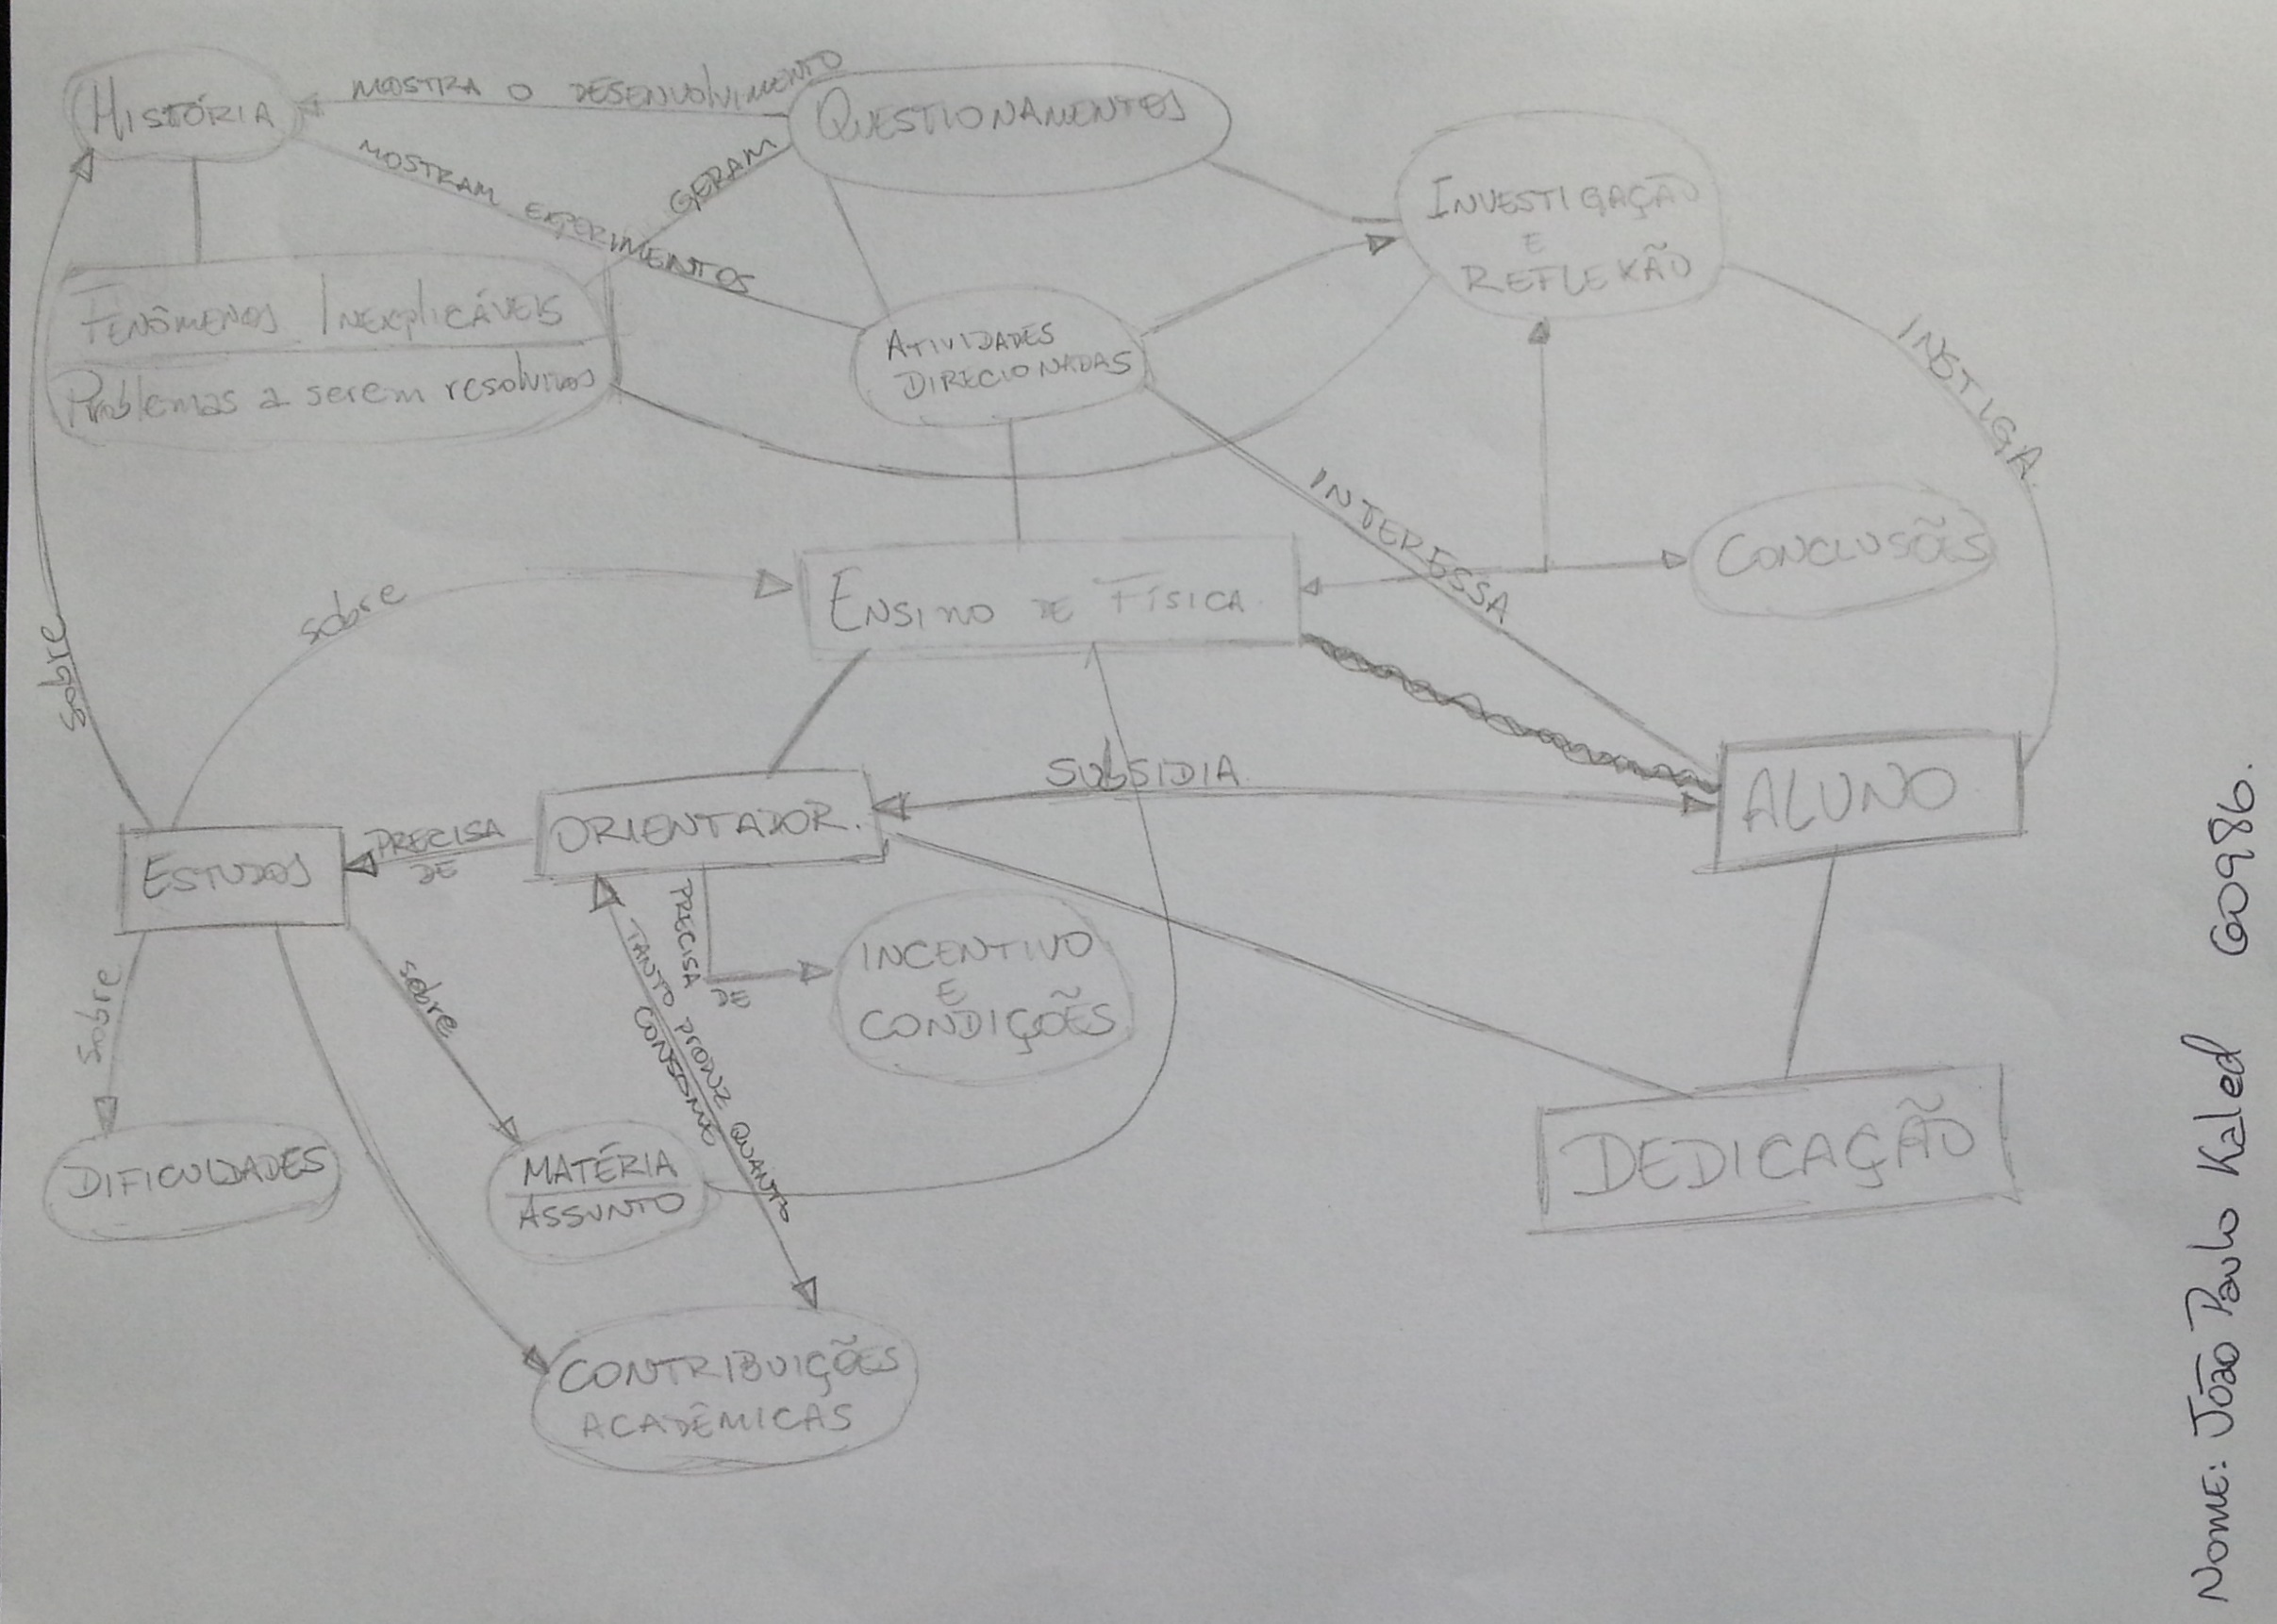 HISTÓRIA
MOSTRA O DESENVOLVIMENTO
QUESTIONAMENTOS
MOSTRAM EXPERIMENTOS
GERAM
INVESTIGAÇÃO
E
REFLEXÃO
FENÔMENOS INEXPLICÁVEIS
Problemas a serem resolvidos
ATIVIDADES
DIRECIONADAS
INSTIGA
INTERESSA
CONCLUSÕES
sobre
sobre
ENSINO DE FÍSICA.
SUBSIDIA
ALUNO
ORIENTADOR.
PRECISA
DE
ESTUDOS
PRECISA
DE
INCENTIVO
E
CONDIÇÕES
TANTO PRODUZ QUANTO
CONSOME
sobre
sobre
DIFICULDADES
MATÉRIA
ASSUNTO
DEDICAÇÃO
CONTRIBUIÇÕES
ACADÊMICAS
NOME: João Paulo Kaled G0986.